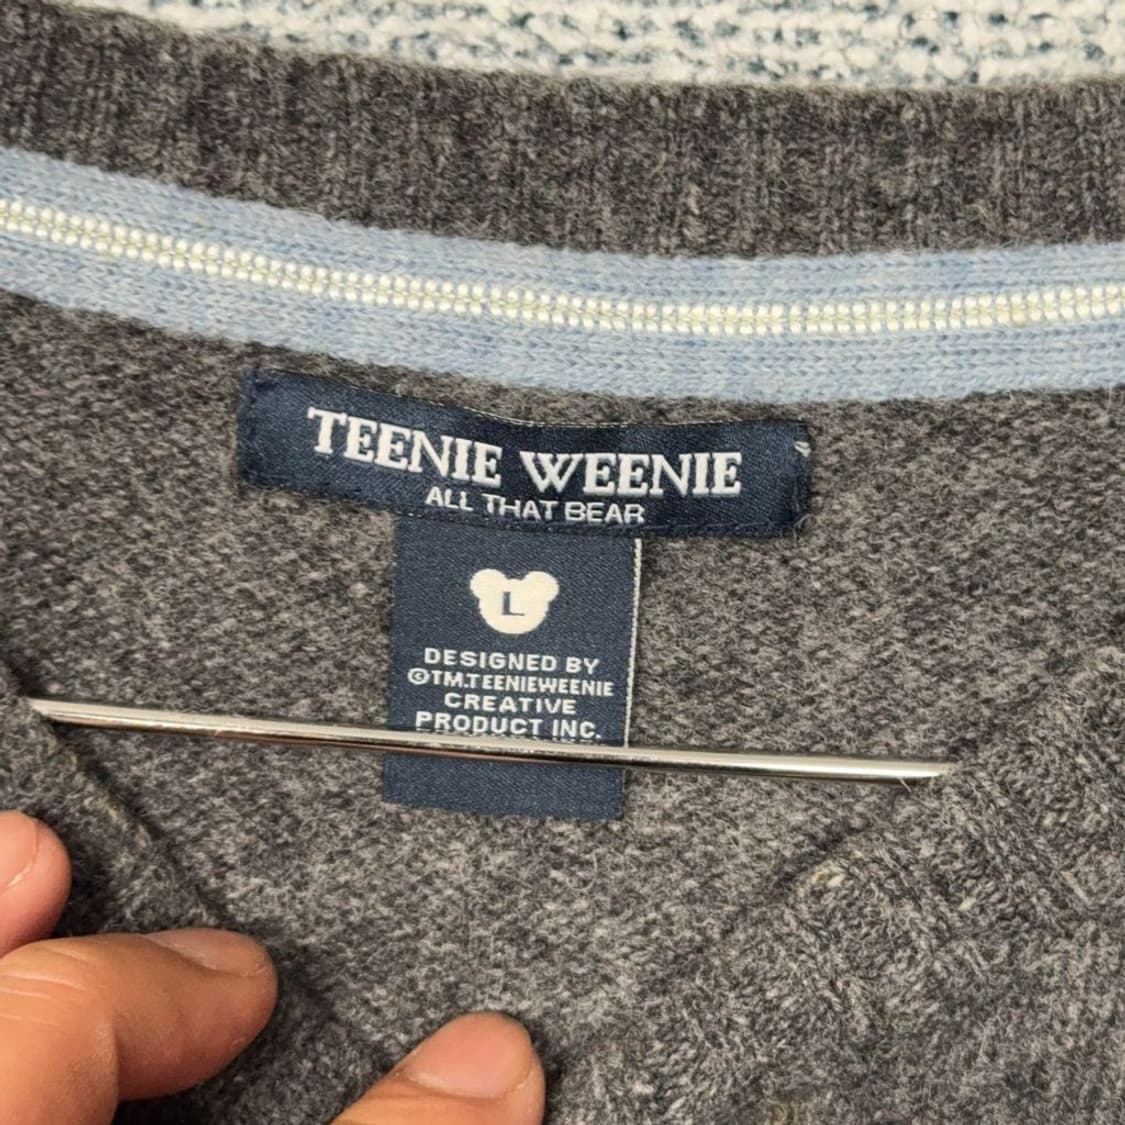 TEENIE WEENIE
ALL THAT BEAR
L
DESIGNED BY
©TM.TEENIEWEENIE
CREATIVE
PRODUCT INC.